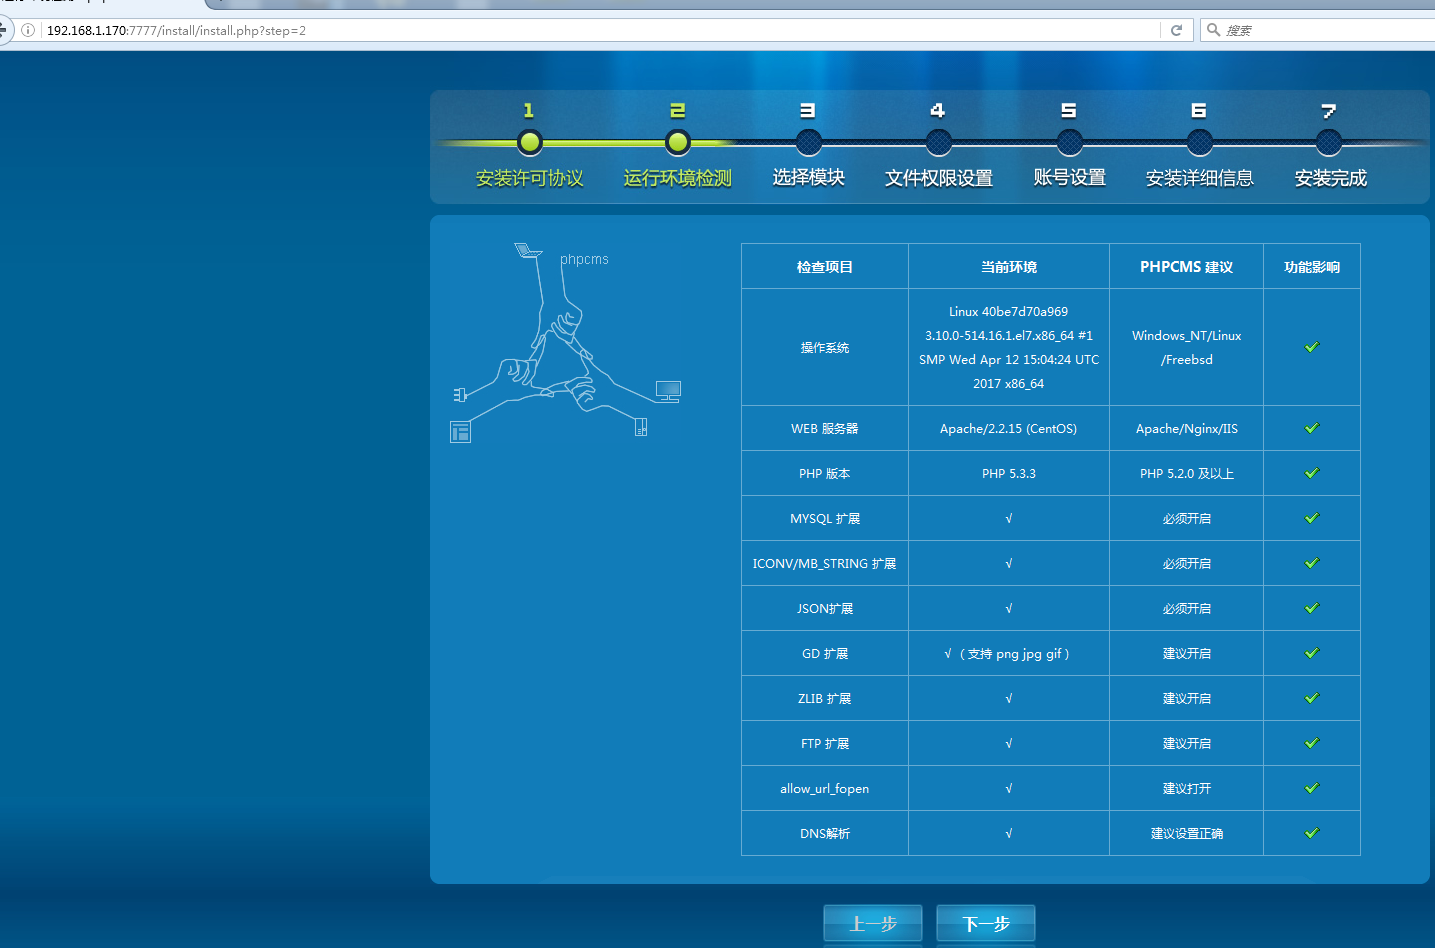 192.168.1.170:7777/install/install.php?step=2
搜索
1
2
3
4
5
6
7
安装许可协议
运行环境检测
选择模块
文件权限设置
账号设置
安装详细信息
安装完成
phpcms
检查项目 当前环境 PHPCMS 建议 功能影响
操作系统
Linux 40be7d70a969
3.10.0-514.16.1.el7.x86_64 #1
SMP Wed Apr 12 15:04:24 UTC
2017 x86_64
Windows_NT/Linux
/Freebsd
WEB 服务器 Apache/2.2.15 (CentOS) Apache/Nginx/IIS
PHP 版本 PHP 5.3.3 PHP 5.2.0 及以上
MYSQL 扩展 √ 必须开启
ICONV/MB_STRING 扩展 √ 必须开启
JSON扩展 √ 必须开启
GD 扩展 √ ( 支持 png jpg gif ) 建议开启
ZLIB 扩展 √ 建议开启
FTP 扩展 √ 建议开启
allow_url_fopen √ 建议打开
DNS解析 √ 建议设置正确
上一步
下一步